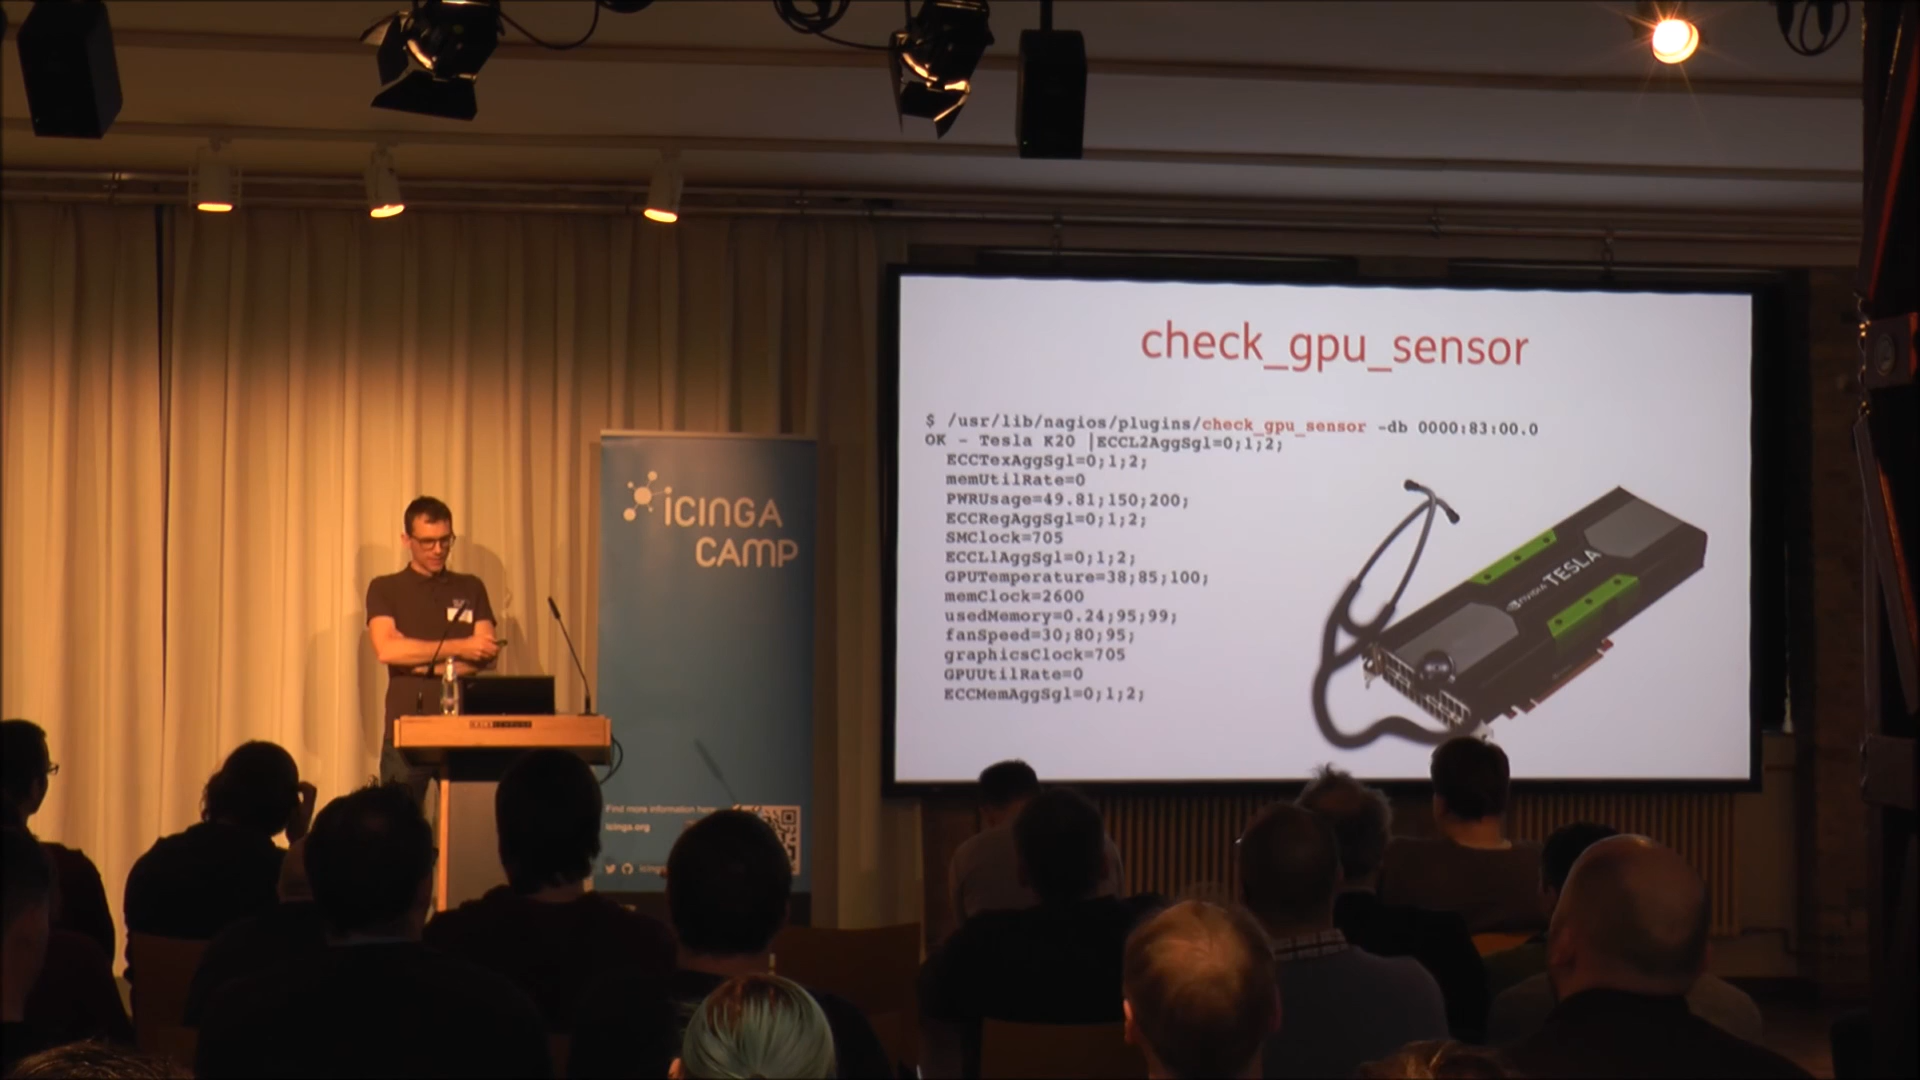 check_gpu_sensor
$ /usr/lib/nagios/plugins/check_gpu_sensor -db 0000:83:00.0
OK - Tesla K20 |ECCL2AggSgl=0;1;2;
ECCTexAggSgl=0;1;2;
memUtilRate=0
PWRUsage=49.81;150;200;
ECCRegAggSgl=0;1;2;
SMClock=705
ECCL1AggSgl=0;1;2;
GPUTemperature=38;85;100;
memClock=2600
usedMemory=0.24;95;99;
fanSpeed=30;80;95;
graphicsClock=705
GPUUtilRate=0
ECCMemAggSgl=0;1;2;
NVIDIA TESLA
iCINGA
CAMP
Find more information here
icinga.org